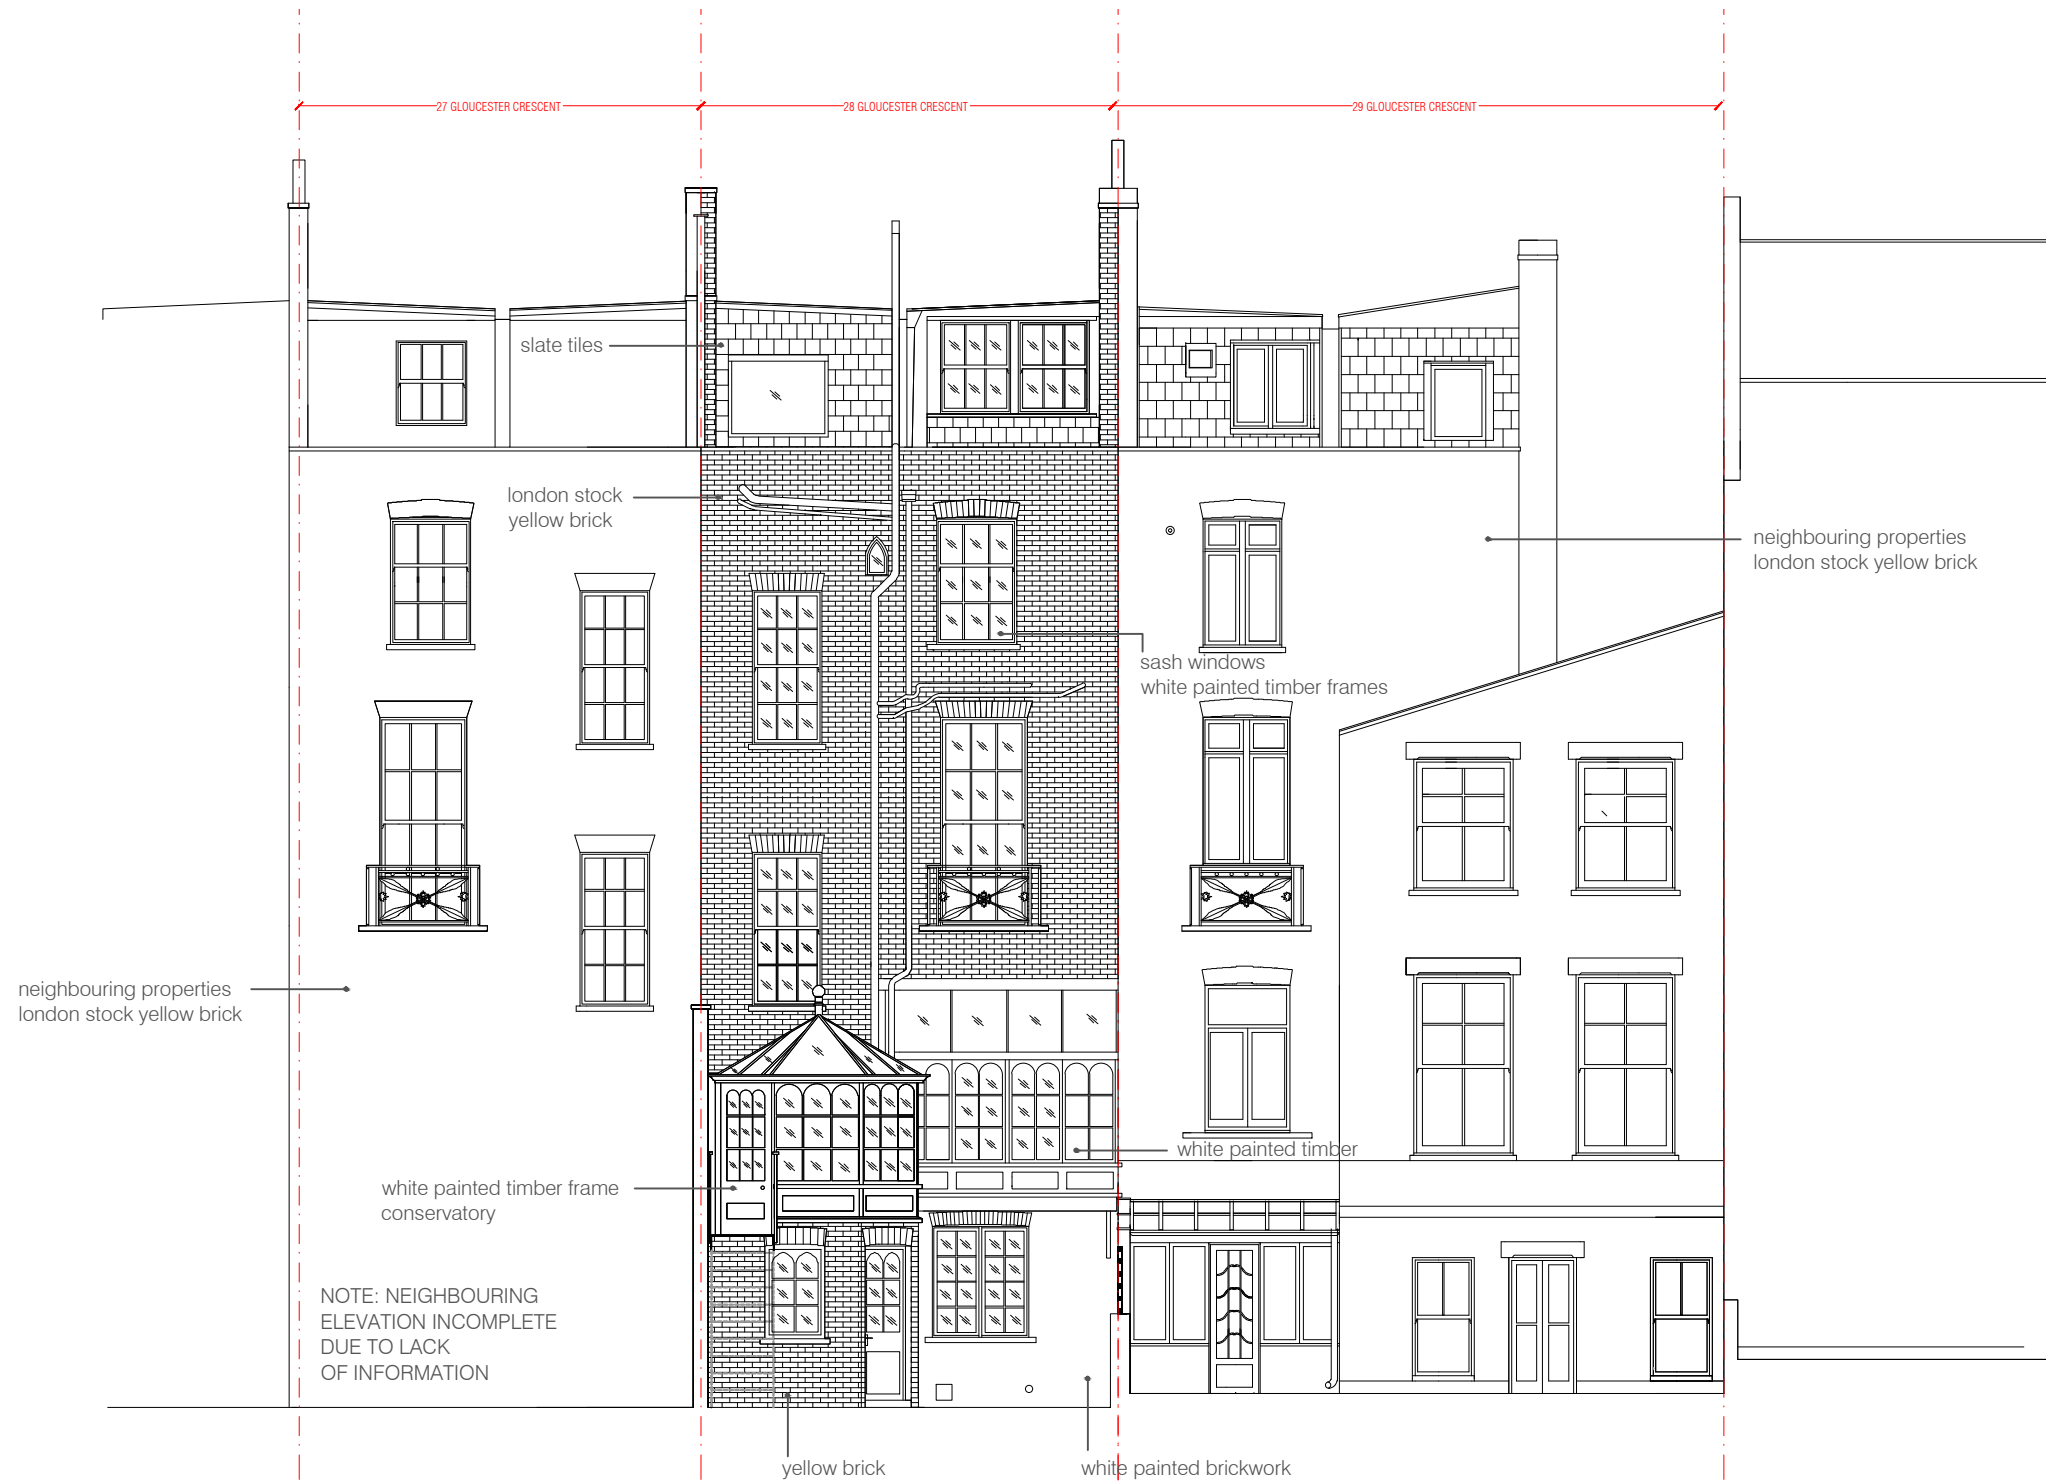 27 GLOUCESTER CRESCENT
28 GLOUCESTER CRESCENT
29 GLOUCESTER CRESCENT
slate tiles
london stock
yellow brick
neighbouring properties
london stock yellow brick
sash windows
white painted timber frames
neighbouring properties
london stock yellow brick
white painted timber
white painted timber frame
conservatory
NOTE: NEIGHBOURING
ELEVATION INCOMPLETE
DUE TO LACK
OF INFORMATION
yellow brick
white painted brickwork